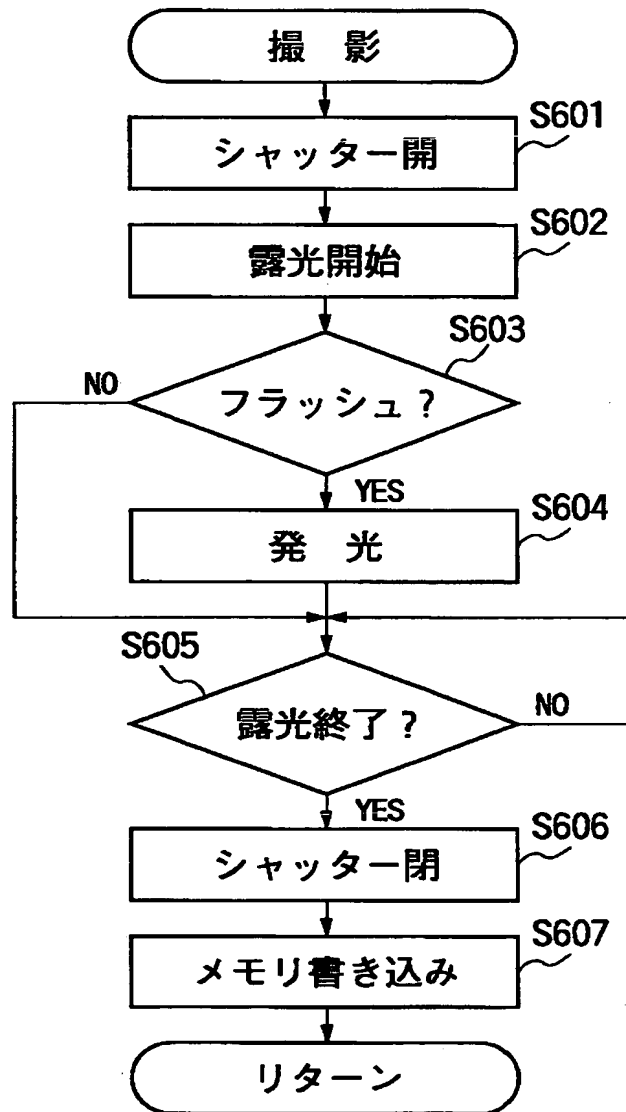 撮 影
S601
シャッター開
S602
露光開始
S603
NO
フラッシュ?
YES
S604
発 光
S605
露光終了?
NO
YES
S606
シャッター閉
S607
メモリ書き込み
リターン